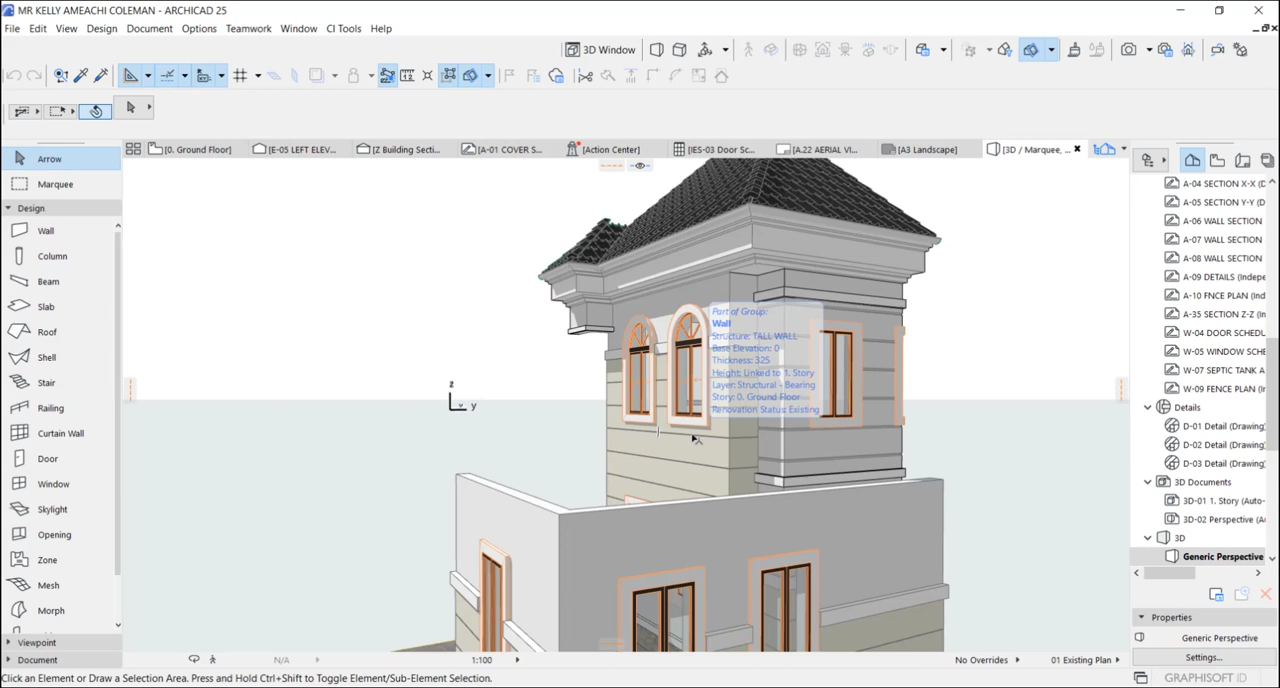 MR KELLY AMEACHI COLEMAN - ARCHICAD 25
File Edit View Design Document Options Teamwork Window CI Tools Help
3D Window
[0. Ground Floor] [E-05 LEFT ELEV... [Z Building Secti... [A-01 COVER S... [Action Center] [IES-03 Door Sc... [A.22 AERIAL VI... [A3 Landscape] [3D / Marquee, ...
Arrow
Marquee
Design
Wall
Column
Beam
Slab
Roof
Shell
Stair
Railing
Curtain Wall
Door
Window
Skylight
Opening
Zone
Mesh
Morph
Viewpoint
Document
Part of Group:
Wall
Structure: TALL WALL
Base Elevation: 0
Thickness: 325
Height: Linked to 1. Story
Layer: Structural - Bearing
Story: 0. Ground Floor
Renovation Status: Existing
z
y
A-04 SECTION X-X (D
A-05 SECTION Y-Y (D
A-06 WALL SECTION
A-07 WALL SECTION
A-08 WALL SECTION
A-09 DETAILS (Indepe
A-10 FNCE PLAN (Ind
A-35 SECTION Z-Z (In
W-04 DOOR SCHEDU
W-05 WINDOW SCHE
W-07 SEPTIC TANK A
W-09 FENCE PLAN (
Details
D-01 Detail (Drawing)
D-02 Detail (Drawing)
D-03 Detail (Drawing)
3D Documents
3D-01 1. Story (Auto-
3D-02 Perspective (Au
3D
Generic Perspective
Properties
Generic Perspective
Settings...
N/A 1:100 No Overrides 01 Existing Plan
Click an Element or Draw a Selection Area. Press and Hold Ctrl+Shift to Toggle Element/Sub-Element Selection.
GRAPHISOFT ID